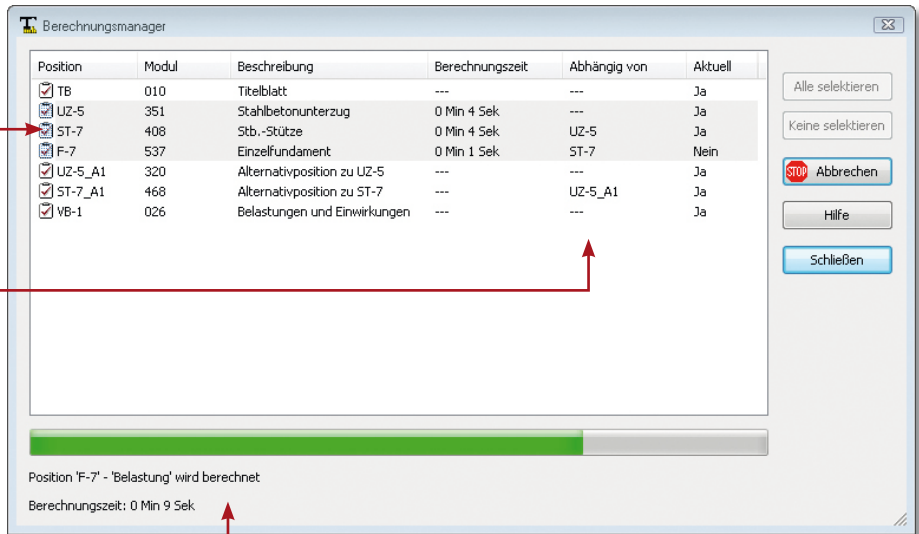 Berechnungsmanager
Position Modul Beschreibung Berechnungszeit Abhängig von Aktuell
TB 010 Titelblatt --- --- Ja
UZ-5 351 Stahlbetonunterzug 0 Min 4 Sek --- Ja
ST-7 408 Stb.-Stütze 0 Min 4 Sek UZ-5 Ja
F-7 537 Einzelfundament 0 Min 1 Sek ST-7 Nein
UZ-5_A1 320 Alternativposition zu UZ-5 --- --- Ja
ST-7_A1 468 Alternativposition zu ST-7 --- UZ-5_A1 Ja
VB-1 026 Belastungen und Einwirkungen --- --- Ja
Alle selektieren
Keine selektieren
STOP Abbrechen
Hilfe
Schließen
Position 'F-7' - 'Belastung' wird berechnet
Berechnungszeit: 0 Min 9 Sek